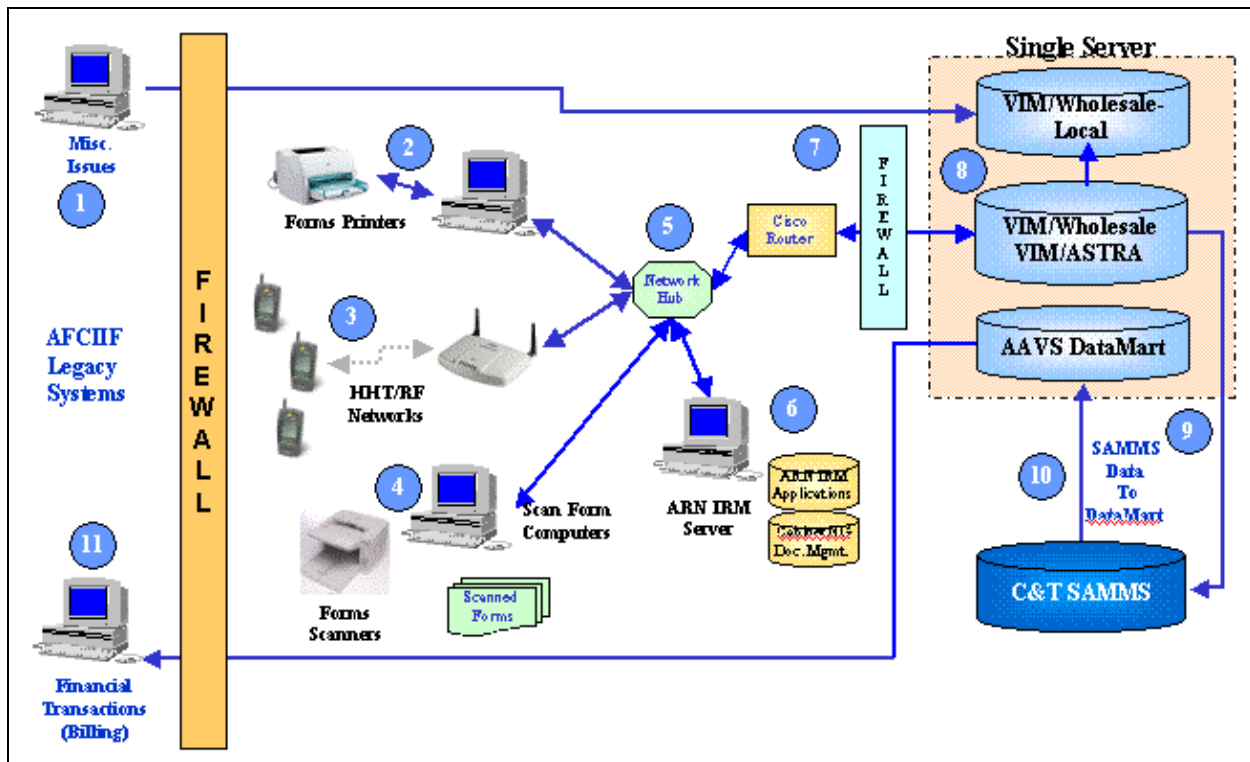 Single Server
VIM/Wholesale-
Local
Misc.
Issues
1
2
Forms Printers
7
FIREWALL
8
5
Cisco
Router
VIM/Wholesale
VIM/ASTRA
Network
Hub
FIREWALL
AFCIIF
Legacy
Systems
3
HHT/RF
Networks
AAVS DataMart
6
9
4
Scan Form
Computers
ARN IRM
Server
ARN IRM
Applications
Doc. Mgmt.
10
SAMMS
Data
To
DataMart
11
Forms
Scanners
Scanned
Forms
C&T SAMMS
Financial
Transactions
(Billing)